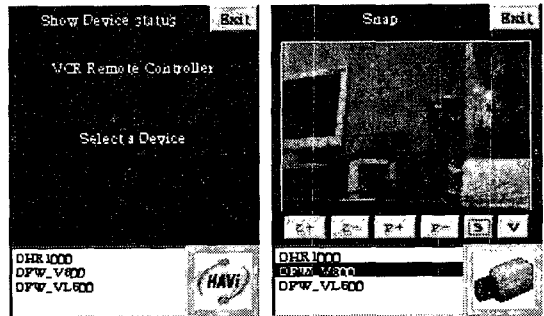 Show Device status Exit
VCR Remote Controller
Select a Device
DHR1000
DFW_V500
DFW_VL500
HAVi
Snap Exit
Z+ Z- P+ P- S V
DHR1000
DFW_V500
DFW_VL500